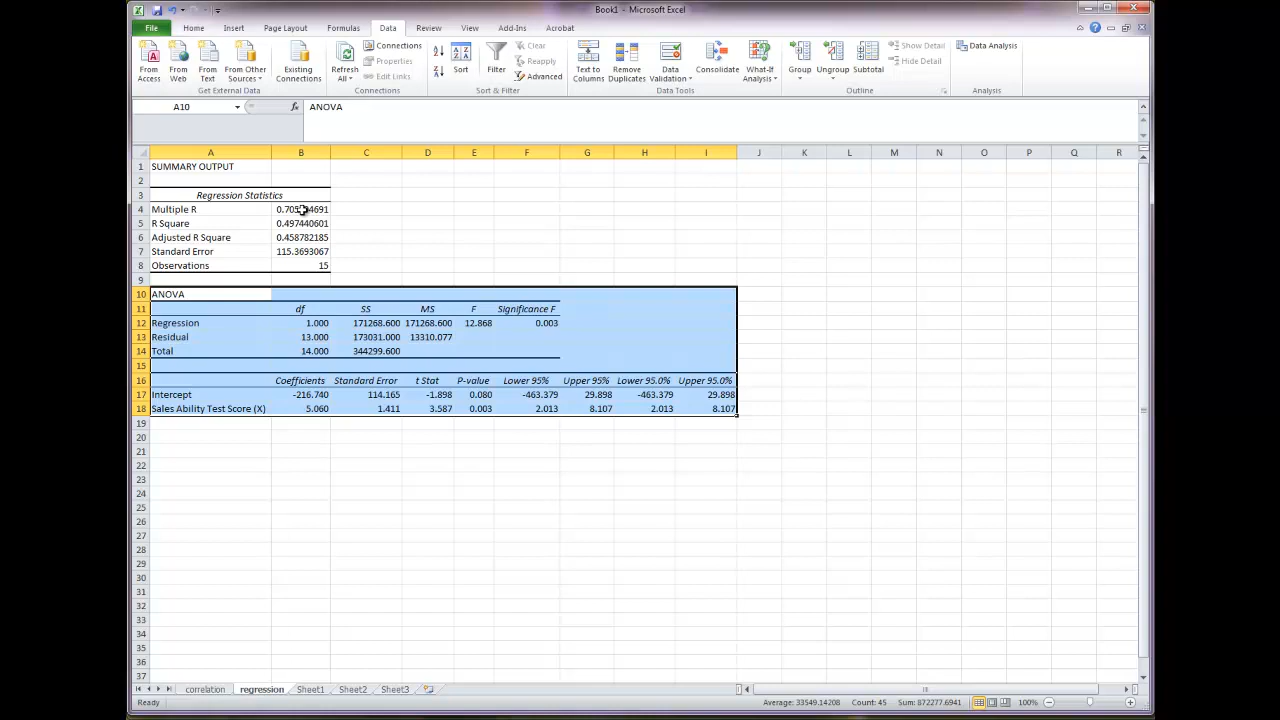 Book1 - Microsoft Excel
File Home Insert Page Layout Formulas Data Review View Add-Ins Acrobat
From Access From Web From Text From Other Sources Existing Connections Refresh All Connections Properties Edit Links Sort Filter Clear Reapply Advanced Text to Columns Remove Duplicates Data Validation Consolidate What-If Analysis Group Ungroup Subtotal Show Detail Hide Detail Data Analysis
Get External Data Connections Sort & Filter Data Tools Outline Analysis
A10 fx ANOVA
A B C D E F G H I J K L M N O P Q R
1 SUMMARY OUTPUT
2
3 Regression Statistics
4 Multiple R
5 R Square 0.497440601
6 Adjusted R Square 0.458782185
7 Standard Error 115.3693067
8 Observations 15
9
10 ANOVA
11 df SS MS F Significance F
12 Regression 1.000 171268.600 171268.600 12.868 0.003
13 Residual 13.000 173031.000 13310.077
14 Total 14.000 344299.600
15
16 Coefficients Standard Error t Stat P-value Lower 95% Upper 95% Lower 95.0% Upper 95.0%
17 Intercept -216.740 114.165 -1.898 0.080 -463.379 29.898 -463.379 29.898
18 Sales Ability Test Score (X) 5.060 1.411 3.587 0.003 2.013 8.107 2.013 8.107
19
20
21
22
23
24
25
26
27
28
29
30
31
32
33
34
35
36
37
correlation regression Sheet1 Sheet2 Sheet3
Ready Average: 33549.14208 Count: 45 Sum: 872277.6941 100%